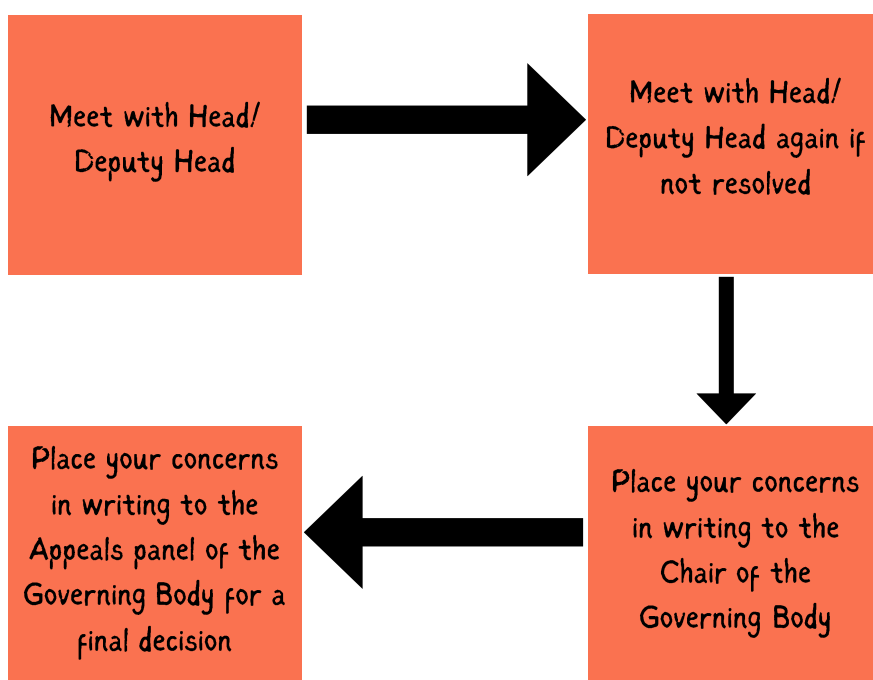 Meet with Head/
Deputy Head
Meet with Head/
Deputy Head again if
not resolved
Place your concerns
in writing to the
Chair of the
Governing Body
Place your concerns
in writing to the
Appeals panel of the
Governing Body for a
final decision